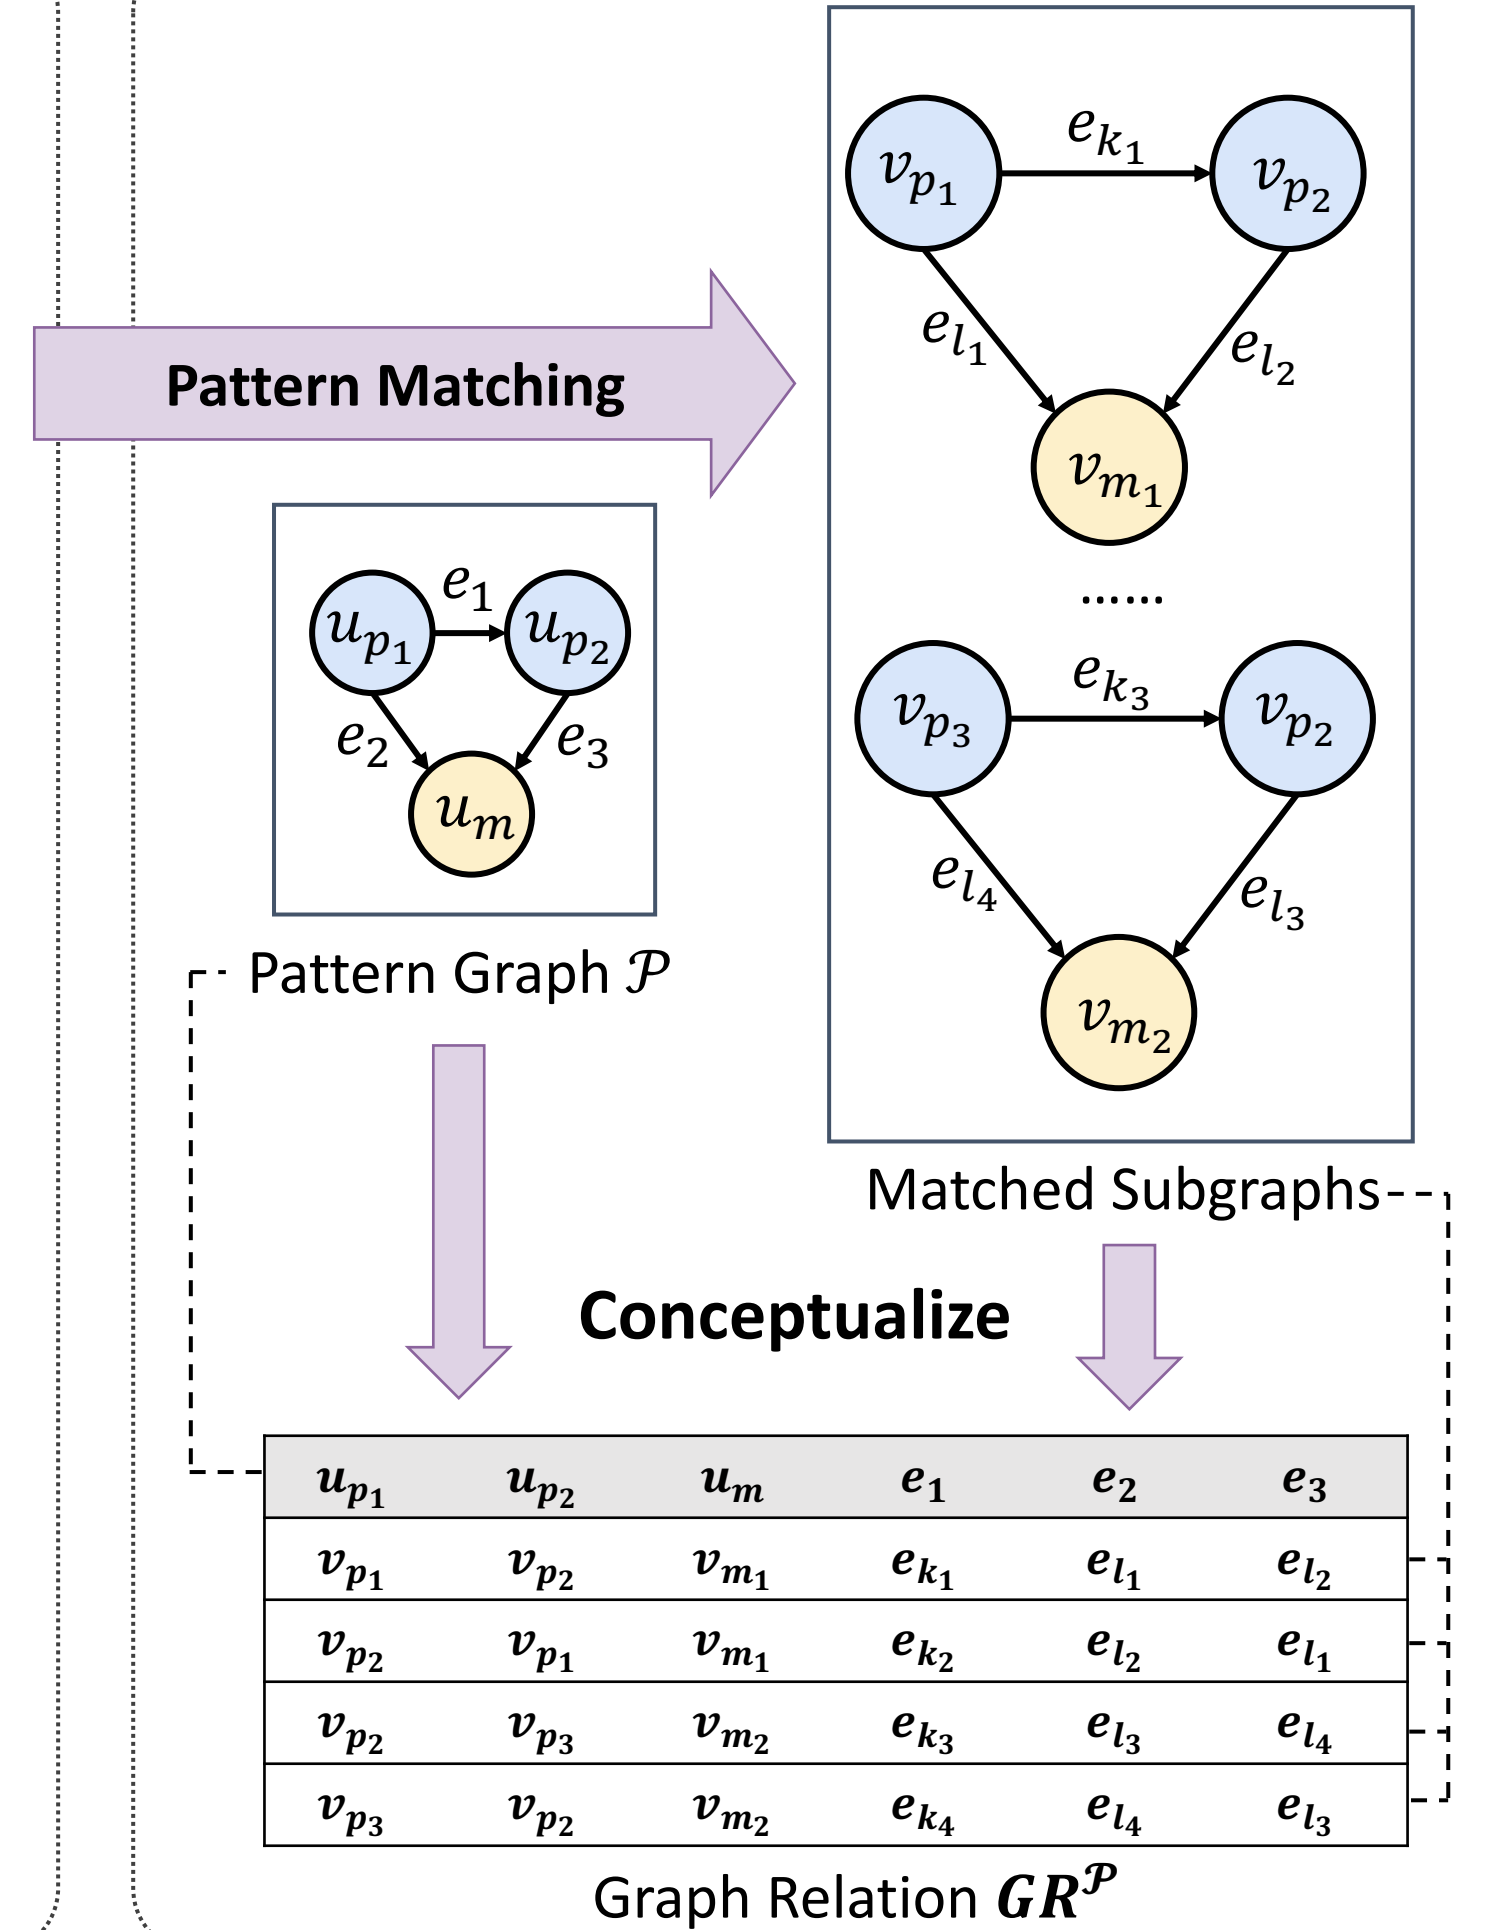 e_{k_1}
v_{p_1} v_{p_2}
e_{l_1} e_{l_2}
Pattern Matching
v_{m_1}
......
e_1
u_{p_1} u_{p_2}
e_2 e_3
u_m
Pattern Graph 𝒫
e_{k_3}
v_{p_3} v_{p_2}
e_{l_4} e_{l_3}
v_{m_2}
Matched Subgraphs
Conceptualize
u_{p_1} u_{p_2} u_m e_1 e_2 e_3
v_{p_1} v_{p_2} v_{m_1} e_{k_1} e_{l_1} e_{l_2}
v_{p_2} v_{p_1} v_{m_1} e_{k_2} e_{l_2} e_{l_1}
v_{p_2} v_{p_3} v_{m_2} e_{k_3} e_{l_3} e_{l_4}
v_{p_3} v_{p_2} v_{m_2} e_{k_4} e_{l_4} e_{l_3}
Graph Relation GR^𝒫